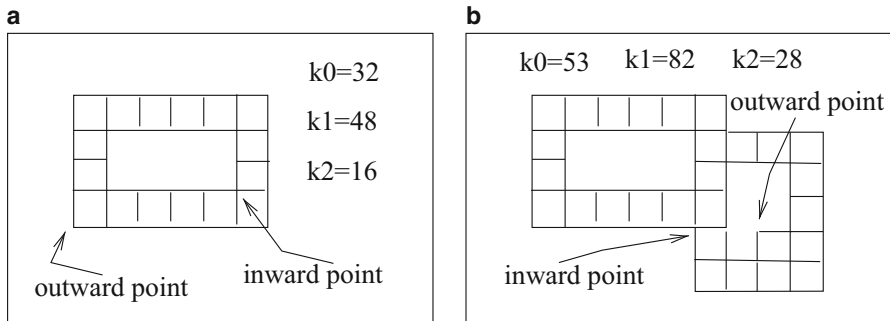 a
k0=32
k1=48
k2=16
outward point
inward point
b
k0=53 k1=82 k2=28
outward point
inward point